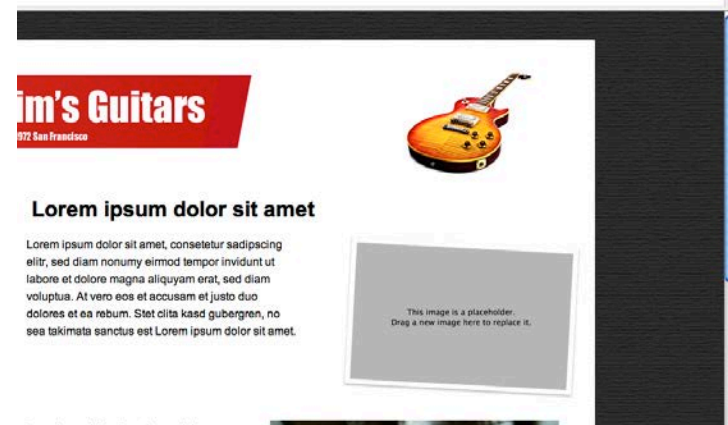 im's Guitars
1972 San Francisco
Lorem ipsum dolor sit amet
Lorem ipsum dolor sit amet, consetetur sadipscing
elitr, sed diam nonumy eirmod tempor invidunt ut
labore et dolore magna aliquyam erat, sed diam
voluptua. At vero eos et accusam et justo duo
dolores et ea rebum. Stet clita kasd gubergren, no
sea takimata sanctus est Lorem ipsum dolor sit amet.
This image is a placeholder.
Drag a new image here to replace it.